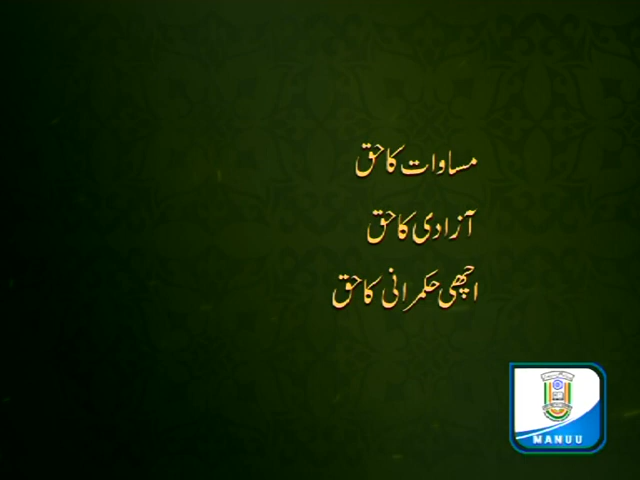 مساوات کا حق
آزادی کا حق
اچھی حکمرانی کا حق
MANUU